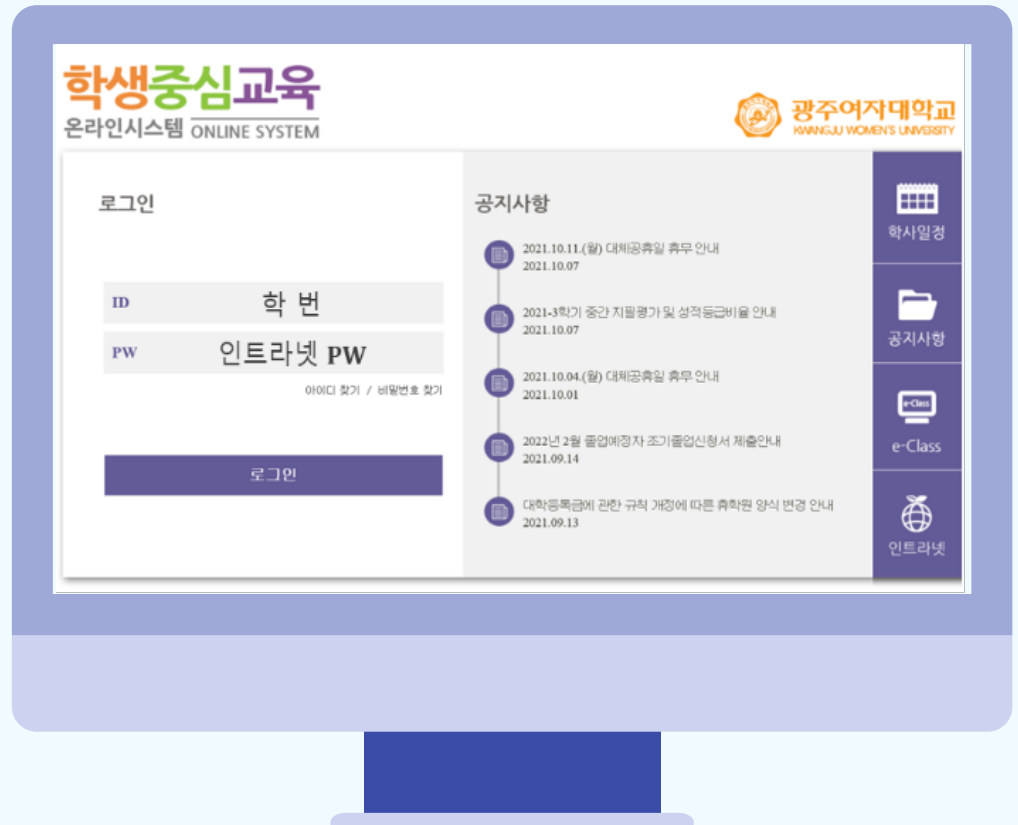 학생중심교육
온라인시스템 ONLINE SYSTEM
광주여자대학교
KWANGJU WOMEN'S UNIVERSITY
로그인
ID 학 번
PW 인트라넷 PW
아이디 찾기 / 비밀번호 찾기
로그인
공지사항
2021.10.11.(월) 대체공휴일 휴무 안내
2021.10.07
2021-3학기 중간 지필평가 및 성적등급비율 안내
2021.10.07
2021.10.04.(월) 대체공휴일 휴무 안내
2021.10.01
2022년 2월 졸업예정자 조기졸업신청서 제출안내
2021.09.14
대학등록금에 관한 규칙 개정에 따른 휴학원 양식 변경 안내
2021.09.13
학사일정
공지사항
e-Class
e-Class
인트라넷